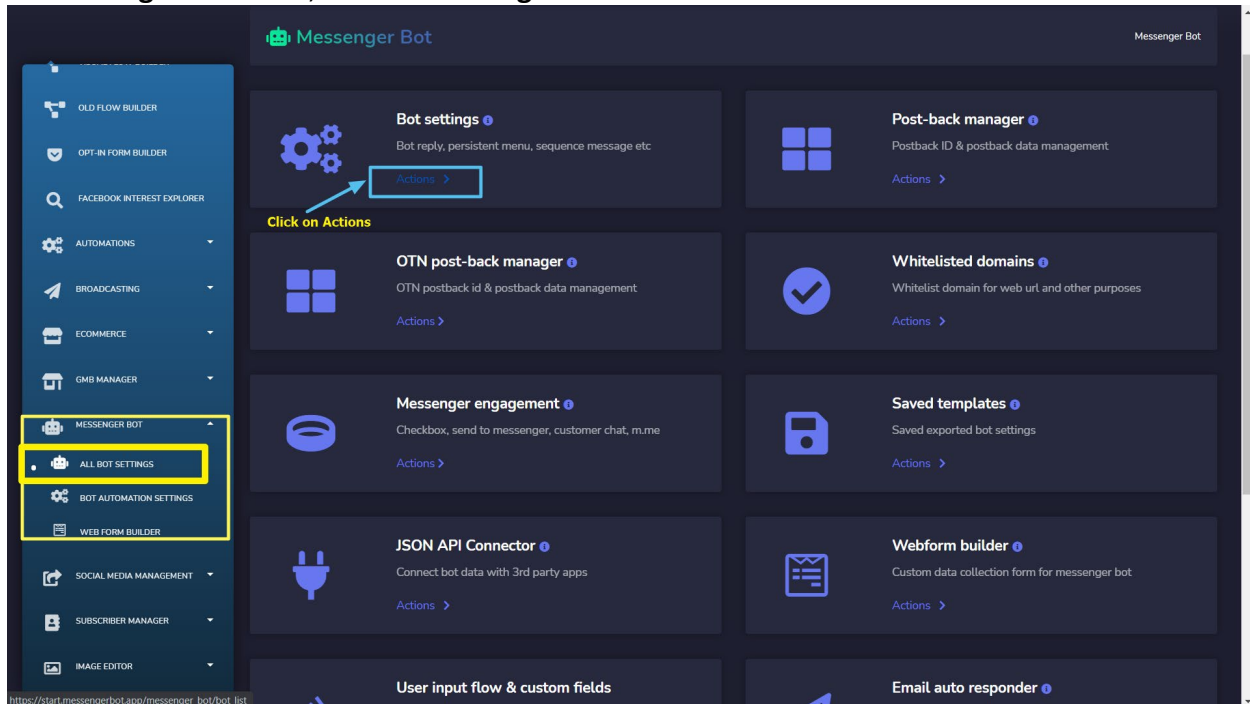 Messenger Bot
Messenger Bot
OLD FLOW BUILDER
OPT-IN FORM BUILDER
FACEBOOK INTEREST EXPLORER
AUTOMATIONS
BROADCASTING
ECOMMERCE
GMB MANAGER
MESSENGER BOT
ALL BOT SETTINGS
BOT AUTOMATION SETTINGS
WEB FORM BUILDER
SOCIAL MEDIA MANAGEMENT
SUBSCRIBER MANAGER
IMAGE EDITOR
https://start.messengerbot.app/messenger_bot/bot_list
Bot settings
Bot reply, persistent menu, sequence message etc
Actions >
Click on Actions
Post-back manager
Postback ID & postback data management
Actions >
OTN post-back manager
OTN postback id & postback data management
Actions >
Whitelisted domains
Whitelist domain for web url and other purposes
Actions >
Messenger engagement
Checkbox, send to messenger, customer chat, m.me
Actions >
Saved templates
Saved exported bot settings
Actions >
JSON API Connector
Connect bot data with 3rd party apps
Actions >
Webform builder
Custom data collection form for messenger bot
Actions >
User input flow & custom fields
Email auto responder